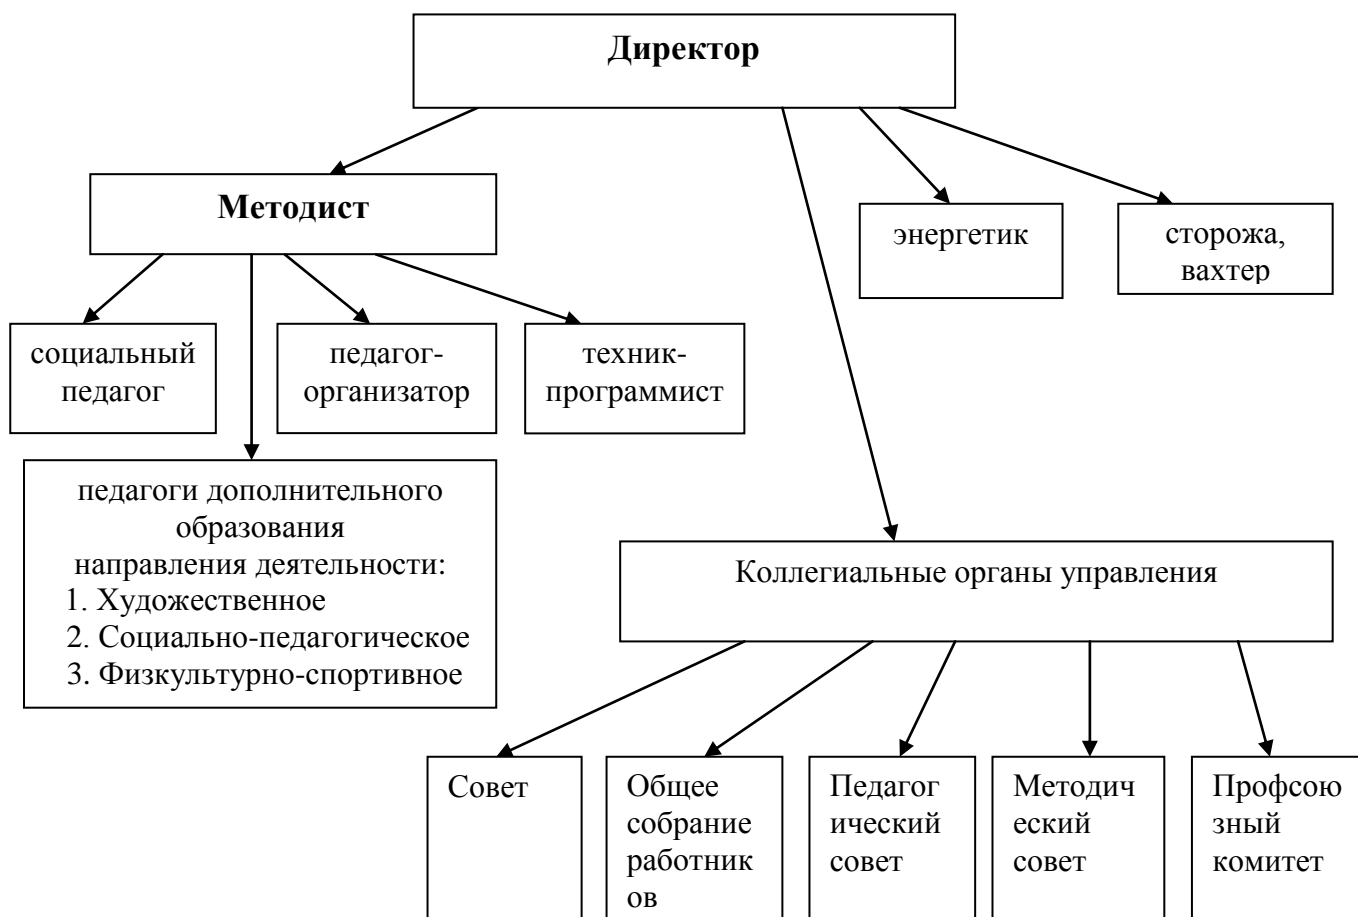 Директор
Методист
энергетик
сторожа,
вахтер
социальный
педагог
педагог-
организатор
техник-
программист
педагоги дополнительного
образования
направления деятельности:
1. Художественное
2. Социально-педагогическое
3. Физкультурно-спортивное
Коллегиальные органы управления
Совет
Общее
собрание
работник
ов
Педагог
ический
совет
Методич
еский
совет
Профсою
зный
комитет